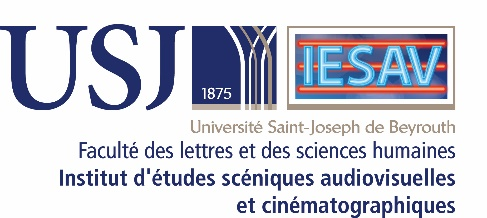 USJ
1875
IESAV
Université Saint-Joseph de Beyrouth
Faculté des lettres et des sciences humaines
Institut d'études scéniques audiovisuelles
et cinématographiques